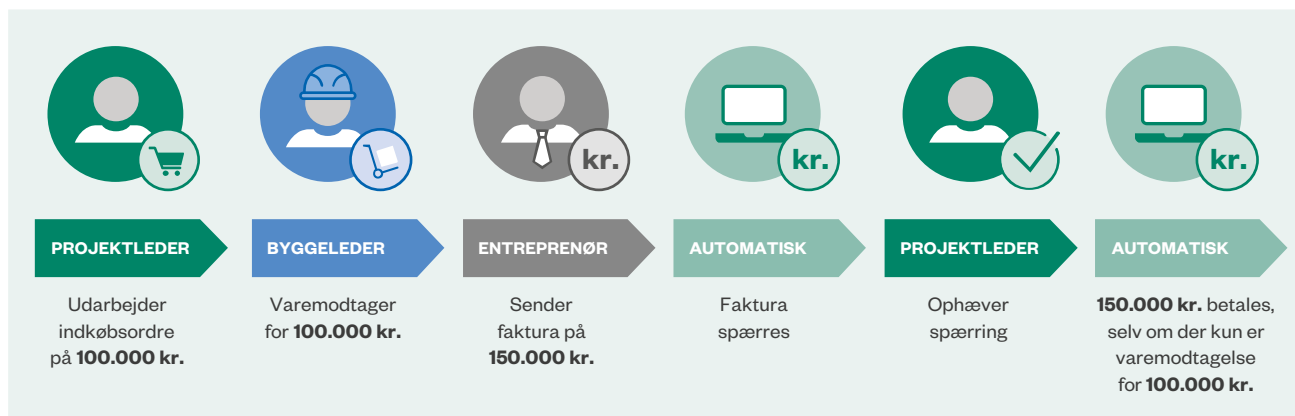 kr.
kr.
kr.
PROJEKTLEDER
BYGGELEDER
ENTREPRENØR
AUTOMATISK
PROJEKTLEDER
AUTOMATISK
Udarbejder
indkøbsordre
på 100.000 kr.
Varemodtager
for 100.000 kr.
Sender
faktura på
150.000 kr.
Faktura
spærres
Ophæver
spærring
150.000 kr. betales,
selv om der kun er
varemodtagelse
for 100.000 kr.